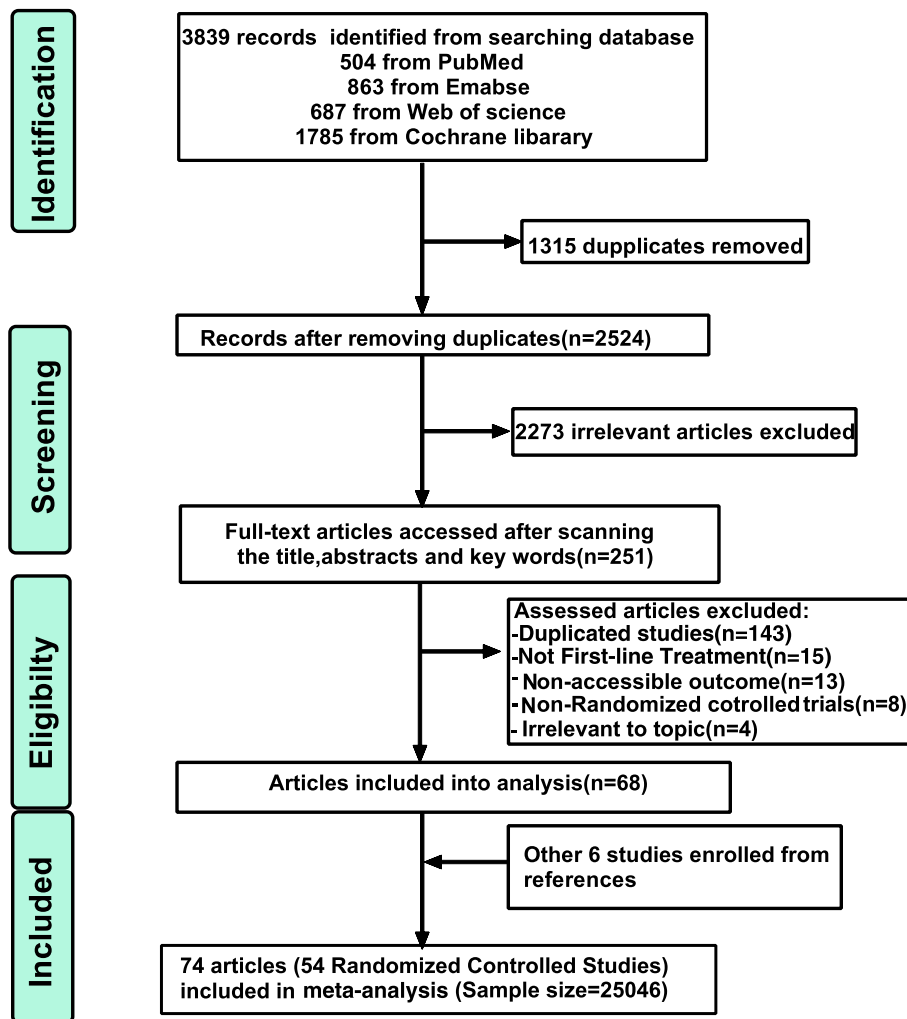 Identification
3839 records identified from searching database
504 from PubMed
863 from Emabse
687 from Web of science
1785 from Cochrane libarary
1315 dupplicates removed
Screening
Records after removing duplicates(n=2524)
2273 irrelevant articles excluded
Full-text articles accessed after scanning
the title,abstracts and key words(n=251)
Eligibilty
Assessed articles excluded:
-Duplicated studies(n=143)
-Not First-line Treatment(n=15)
- Non-accessible outcome(n=13)
-Non-Randomized cotrolled trials(n=8)
- Irrelevant to topic(n=4)
Articles included into analysis(n=68)
Included
Other 6 studies enrolled from
references
74 articles (54 Randomized Controlled Studies)
included in meta-analysis (Sample size=25046)